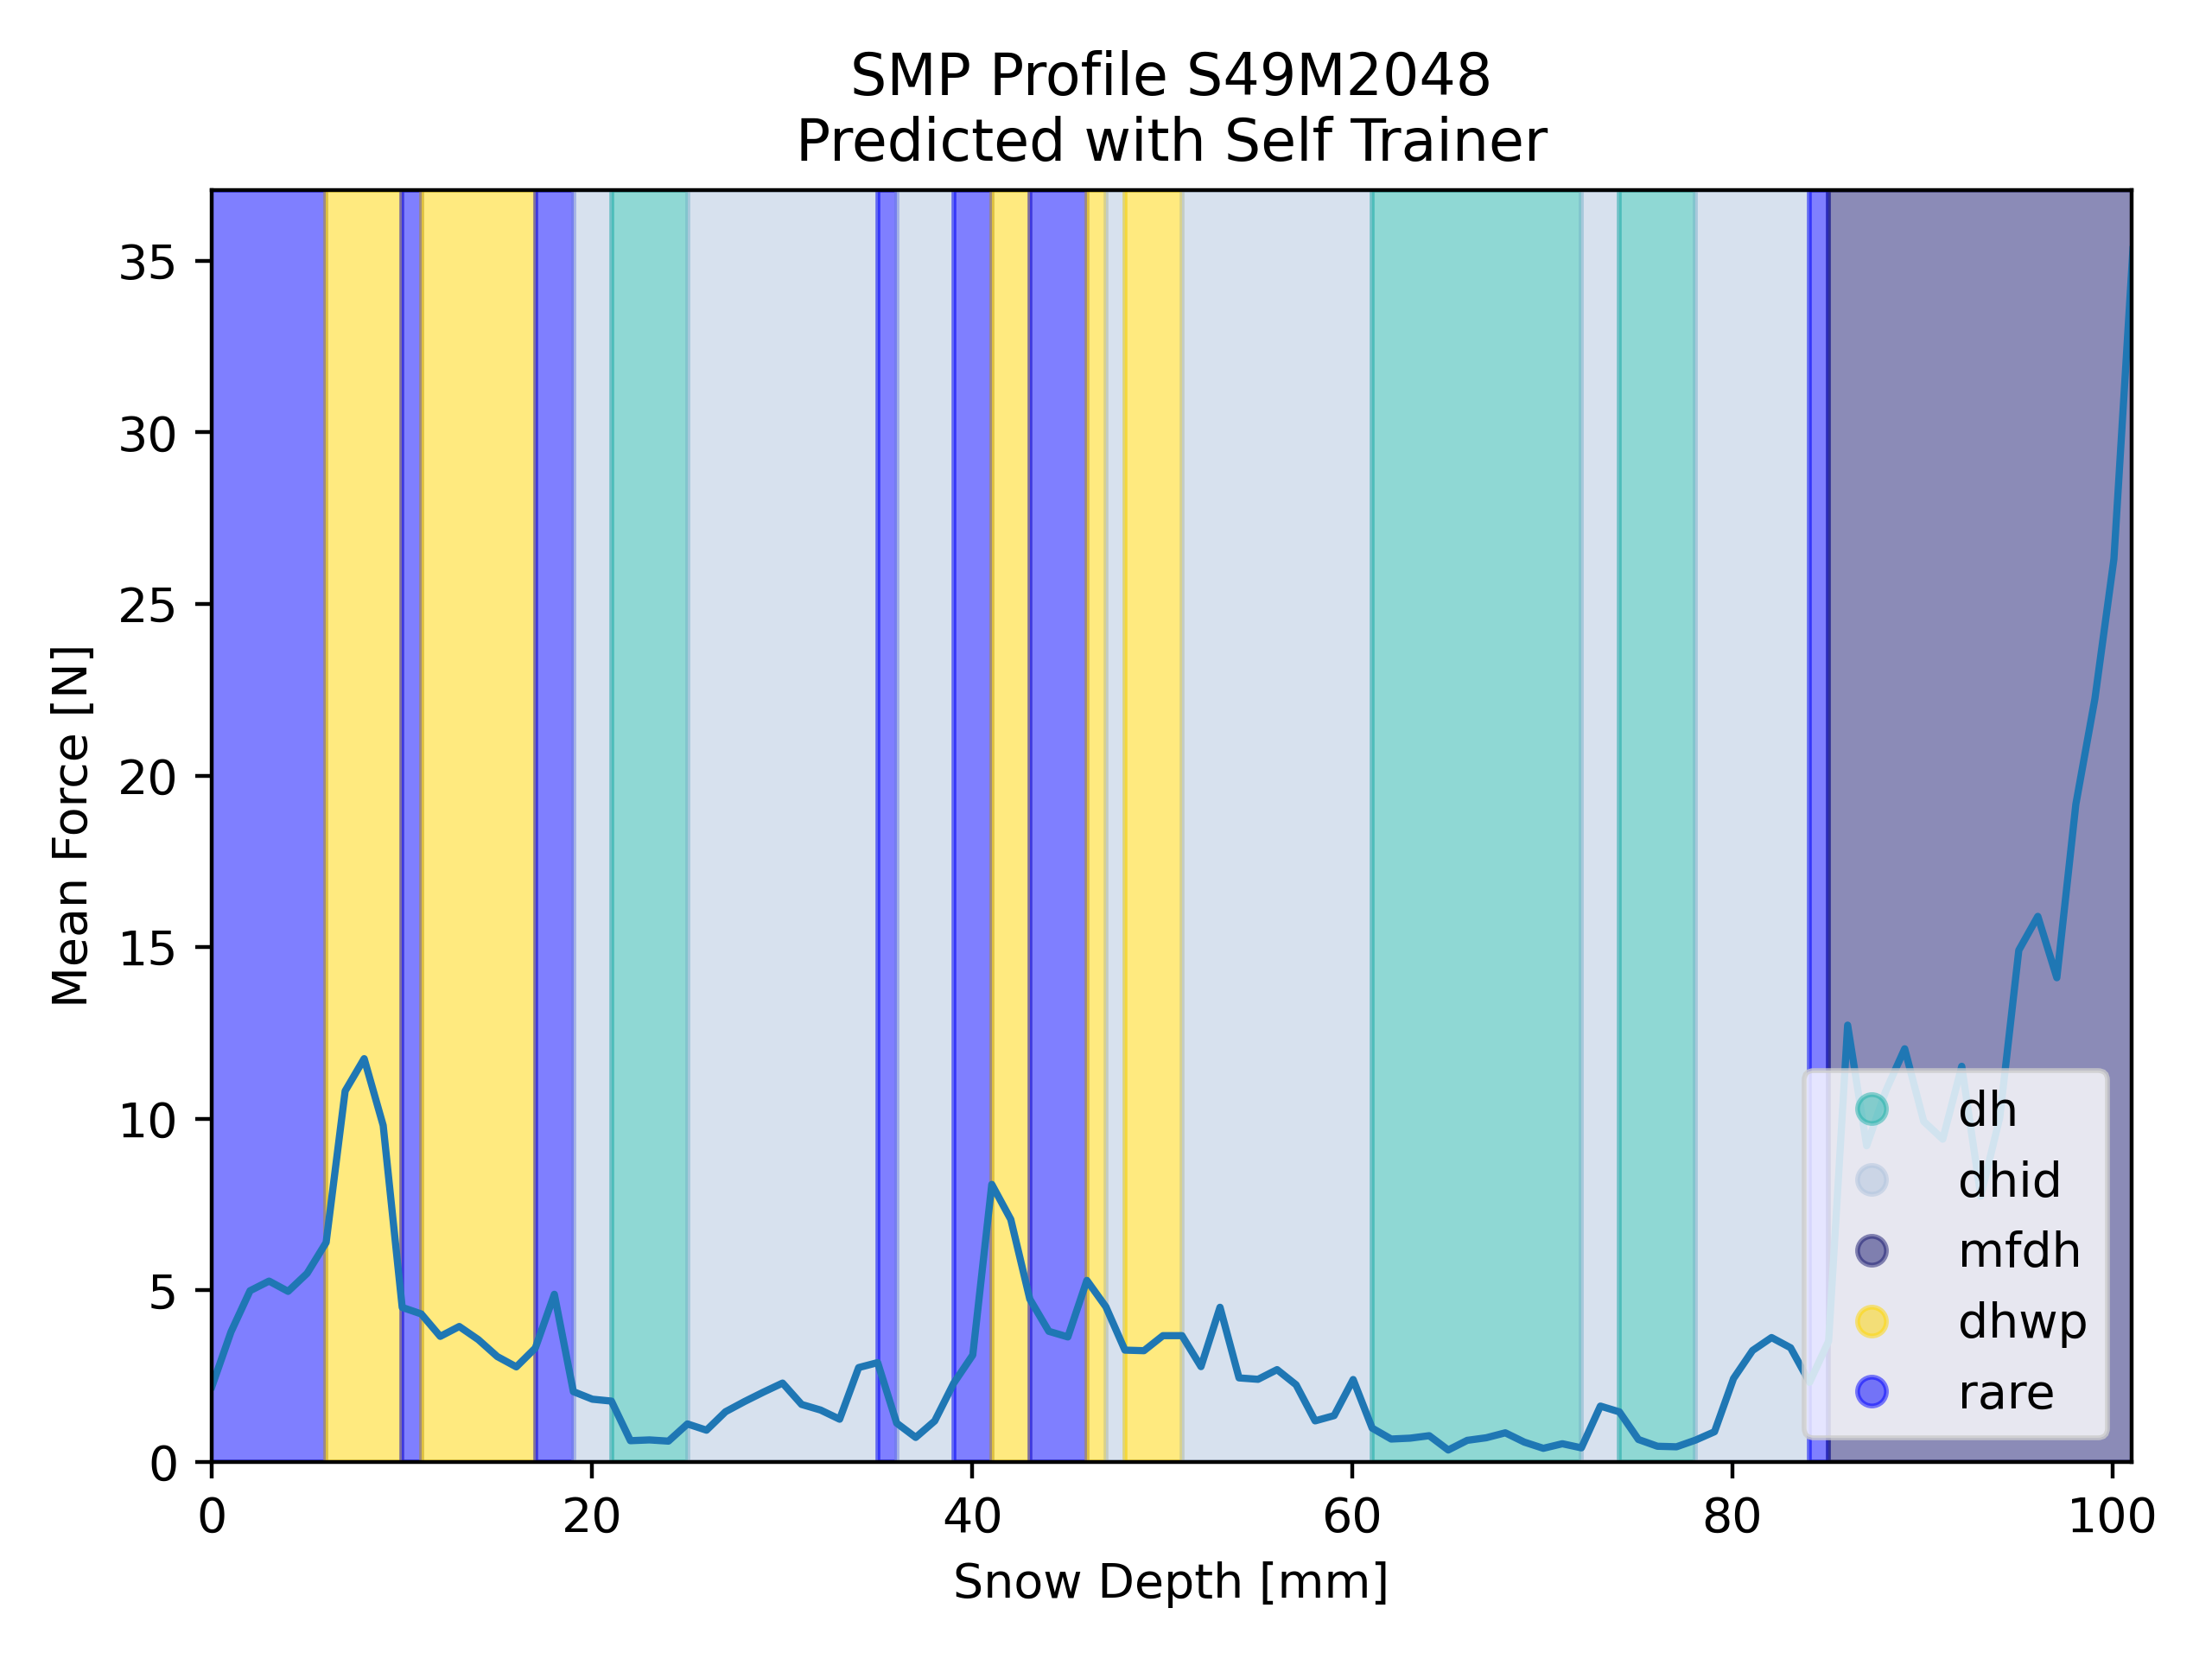 SMP Profile S49M2048
Predicted with Self Trainer
Mean Force [N]
35
30
25
20
15
10
5
0
0 20 40 60 80 100
Snow Depth [mm]
dh
dhid
mfdh
dhwp
rare